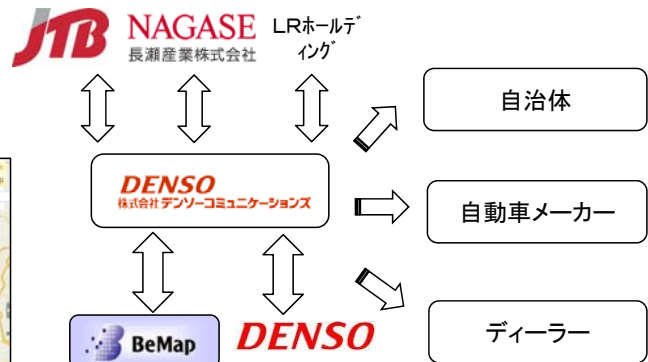 JTB
NAGASE
長瀬産業株式会社
LRホールデ
ィング
自治体
DENSO
株式会社デンソーコミュニケーションズ
自動車メーカー
BeMap
DENSO
ディーラー